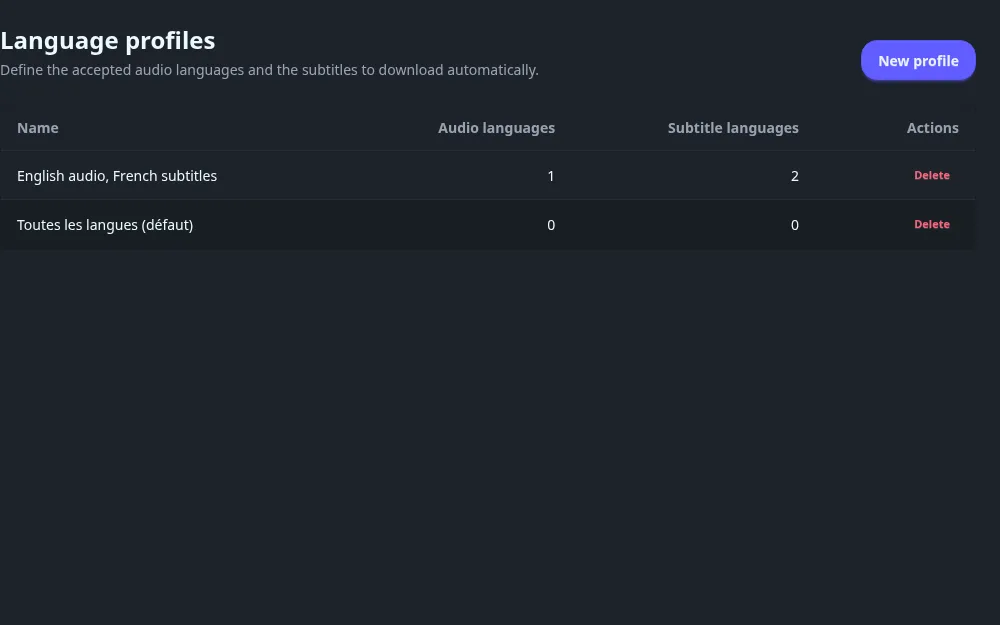 Language profiles
Define the accepted audio languages and the subtitles to download automatically.
New profile
Name Audio languages Subtitle languages Actions
English audio, French subtitles 1 2 Delete
Toutes les langues (défaut) 0 0 Delete